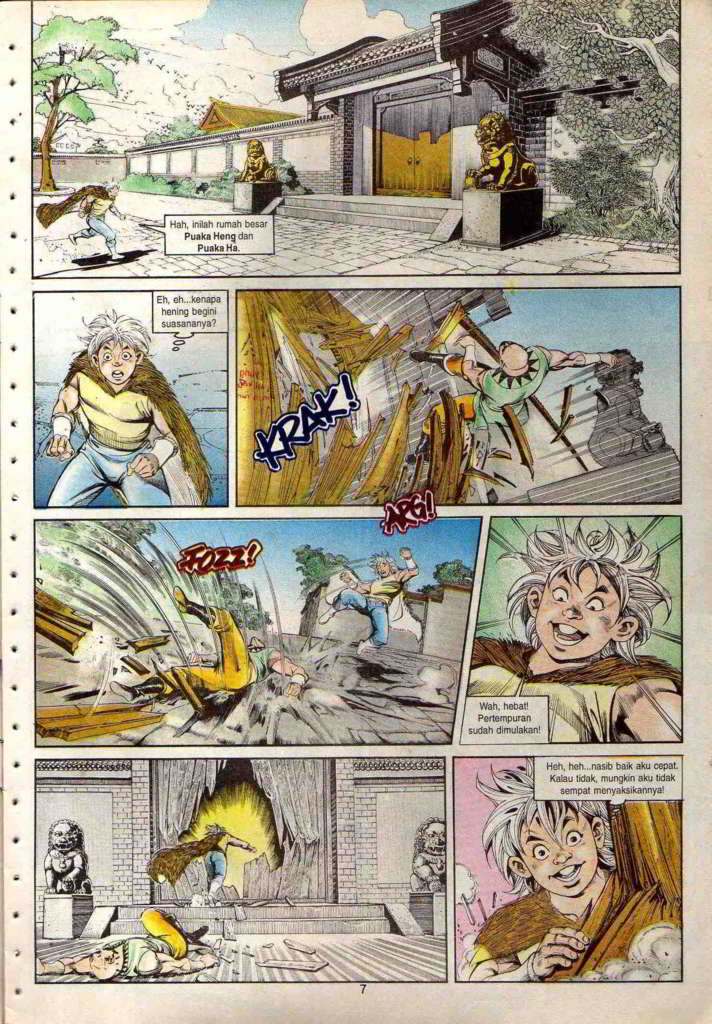 Hah, inilah rumah besar
Puaka Heng dan
Puaka Ha.
Eh, eh...kenapa
hening begini
suasananya?
KRAK!
ARG!
JOZZ!
Wah, hebat!
Pertempuran
sudah dimulakan!
Heh, heh...nasib baik aku cepat.
Kalau tidak, mungkin aku tidak
sempat menyaksikannya!
7